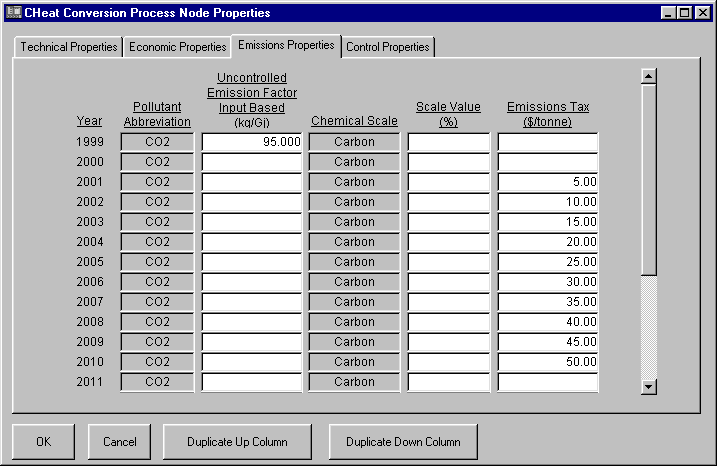 CHeat Conversion Process Node Properties
Technical Properties Economic Properties Emissions Properties Control Properties
Uncontrolled
Emission Factor
Pollutant Input Based Scale Value Emissions Tax
Year Abbreviation (kg/Gj) Chemical Scale (%) ($/tonne)
1999 CO2 95.000 Carbon
2000 CO2 Carbon
2001 CO2 Carbon 5.00
2002 CO2 Carbon 10.00
2003 CO2 Carbon 15.00
2004 CO2 Carbon 20.00
2005 CO2 Carbon 25.00
2006 CO2 Carbon 30.00
2007 CO2 Carbon 35.00
2008 CO2 Carbon 40.00
2009 CO2 Carbon 45.00
2010 CO2 Carbon 50.00
2011 CO2 Carbon
OK Cancel Duplicate Up Column Duplicate Down Column